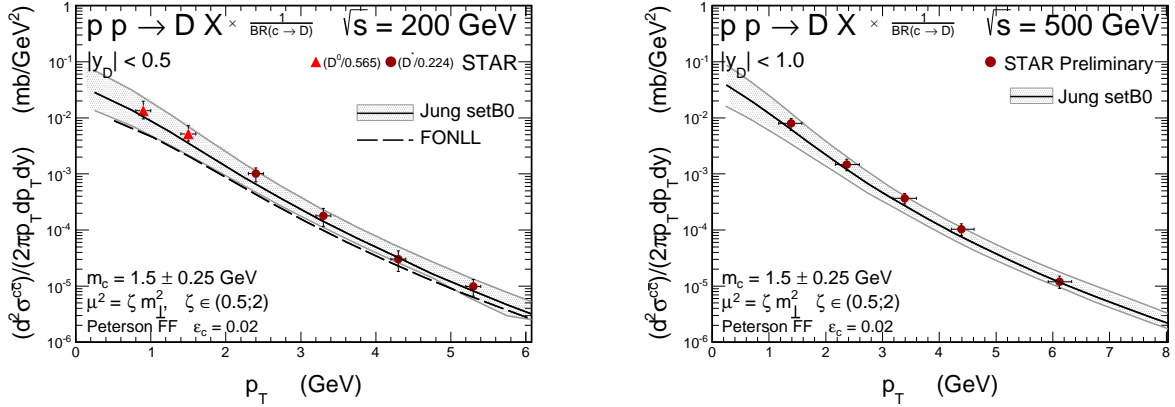 p p → D X × 1/BR(c → D) √s = 200 GeV
|y_D| < 0.5
▲(D⁰/0.565) ●(D*/0.224) STAR
Jung setB0
FONLL
m_c = 1.5 ± 0.25 GeV
μ² = ζ m²_⊥, ζ ∈ (0.5;2)
Peterson FF ε_c = 0.02
(d²σ^cc̄)/(2πp_T dp_T dy) (mb/GeV²)
1
10⁻¹
10⁻²
10⁻³
10⁻⁴
10⁻⁵
10⁻⁶
0 1 2 3 4 5 6
p_T (GeV)
p p → D X × 1/BR(c → D) √s = 500 GeV
|y_D| < 1.0
● STAR Preliminary
Jung setB0
m_c = 1.5 ± 0.25 GeV
μ² = ζ m²_⊥, ζ ∈ (0.5;2)
Peterson FF ε_c = 0.02
(d²σ^cc̄)/(2πp_T dp_T dy) (mb/GeV²)
1
10⁻¹
10⁻²
10⁻³
10⁻⁴
10⁻⁵
10⁻⁶
0 1 2 3 4 5 6 7 8
p_T (GeV)